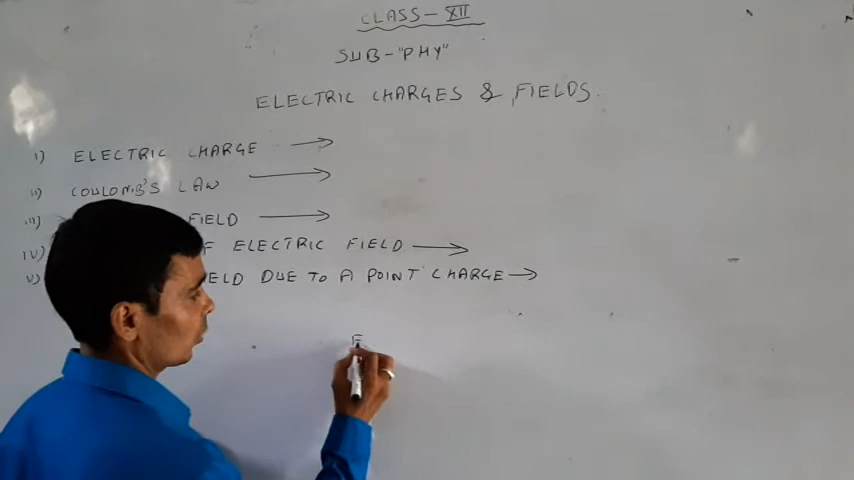 CLASS - XII
SUB - "PHY"
ELECTRIC CHARGES & FIELDS
i) ELECTRIC CHARGE →
ii) COULOMB'S LAW →
iii) FIELD →
iv) ELECTRIC FIELD →
v) DUE TO A POINT CHARGE →
E